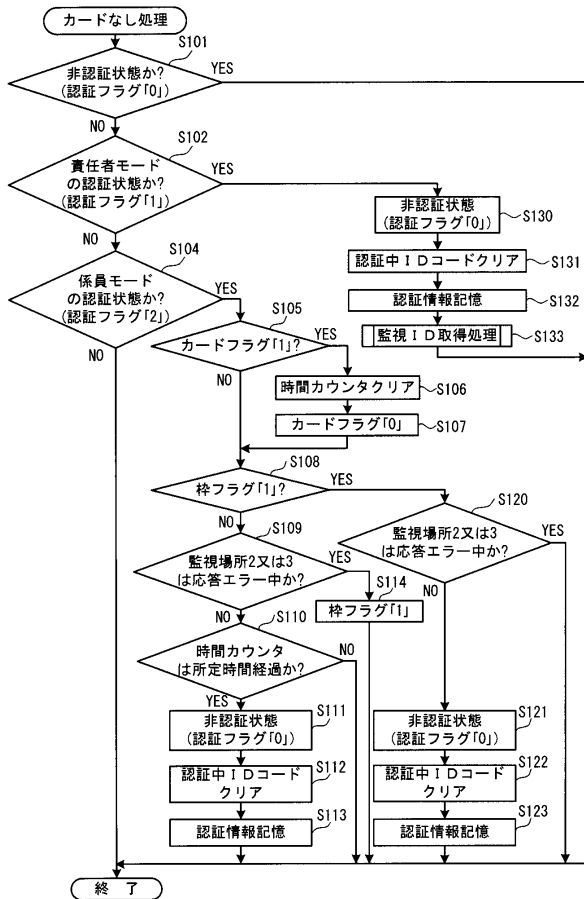 カードなし処理
S101
非認証状態か?
(認証フラグ「0」)
YES
NO
S102
責任者モード
の認証状態か?
(認証フラグ「1」)
YES
NO
非認証状態
(認証フラグ「0」)
S130
認証中IDコードクリア
S131
認証情報記憶
S132
監視ID取得処理
S133
S104
係員モード
の認証状態か?
(認証フラグ「2」)
YES
NO
S105
カードフラグ「1」?
YES
NO
時間カウンタクリア
S106
カードフラグ「0」
S107
S108
枠フラグ「1」?
YES
NO
S109
監視場所2又は3
は応答エラー中か?
YES
NO
S114
枠フラグ「1」
S110
時間カウンタ
は所定時間経過か?
NO
YES
非認証状態
(認証フラグ「0」)
S111
認証中IDコード
クリア
S112
認証情報記憶
S113
S120
監視場所2又は3
は応答エラー中か?
YES
NO
非認証状態
(認証フラグ「0」)
S121
認証中IDコード
クリア
S122
認証情報記憶
S123
終 了